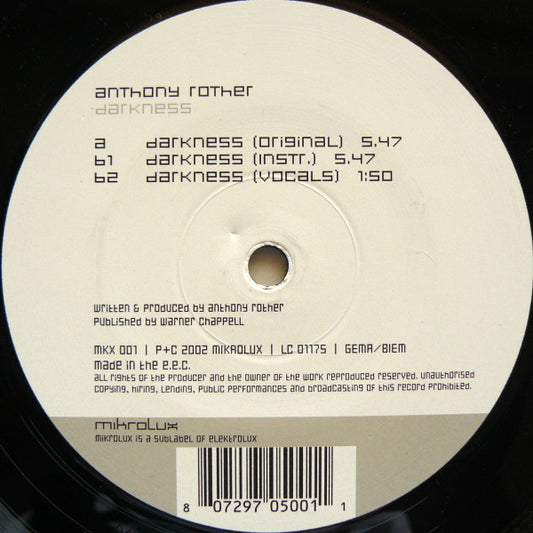 anthony rother
darkness
a darkness (original) 5.47
b1 darkness (instr.) 5.47
b2 darkness (vocals) 1:50
written & produced by anthony rother
published by warner chappell
MKX 001 | P+C 2002 MIKROLUX | LC 01175 | GEMA/BIEM
made in the e.e.c.
all rights of the producer and the owner of the work reproduced reserved. unauthorised
copying, hiring, lending, public performances and broadcasting of this record prohibited.
mikrolux
mikrolux is a sublabel of elektrolux
8 07297 05001 1